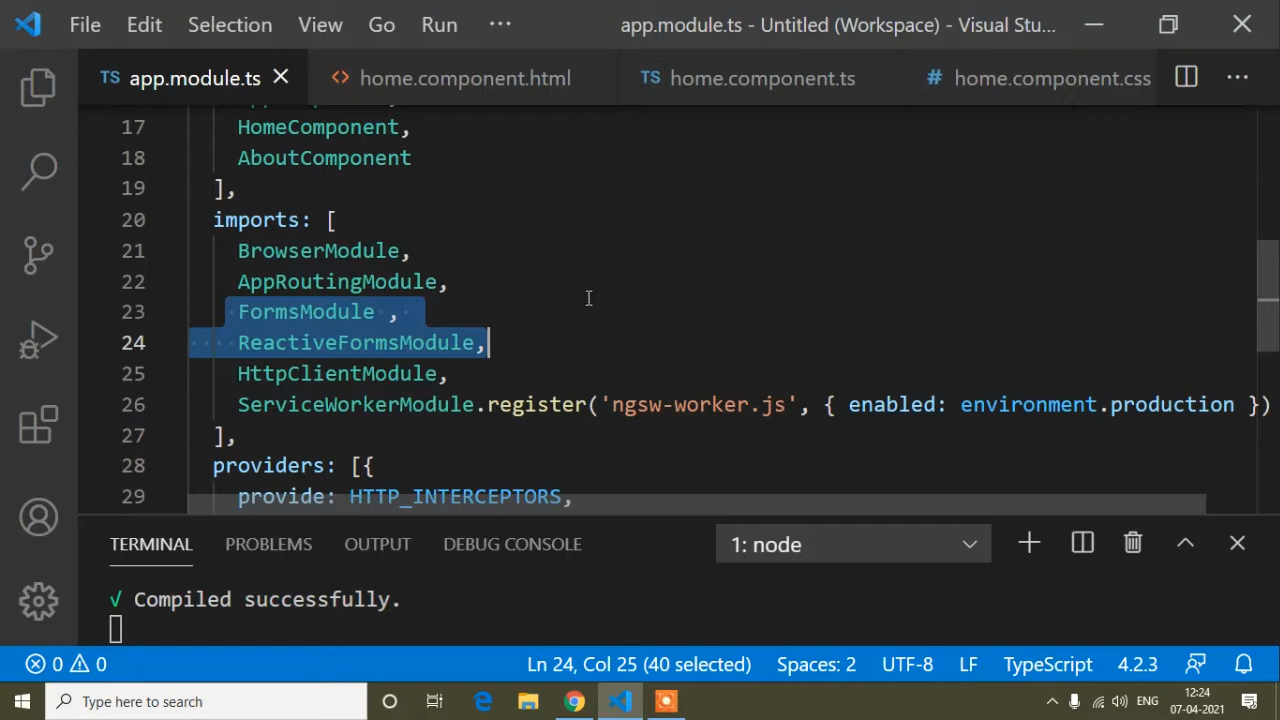 File Edit Selection View Go Run ··· app.module.ts - Untitled (Workspace) - Visual Stu...
TS app.module.ts home.component.html TS home.component.ts # home.component.css ···
17 HomeComponent,
18 AboutComponent
19 ],
20 imports: [
21 BrowserModule,
22 AppRoutingModule,
23 FormsModule ,
24 ReactiveFormsModule,
25 HttpClientModule,
26 ServiceWorkerModule.register('ngsw-worker.js', { enabled: environment.production })
27 ],
28 providers: [{
29 provide: HTTP_INTERCEPTORS,
TERMINAL PROBLEMS OUTPUT DEBUG CONSOLE 1: node
√ Compiled successfully.
0 0 Ln 24, Col 25 (40 selected) Spaces: 2 UTF-8 LF TypeScript 4.2.3
Type here to search ENG 12:24
07-04-2021